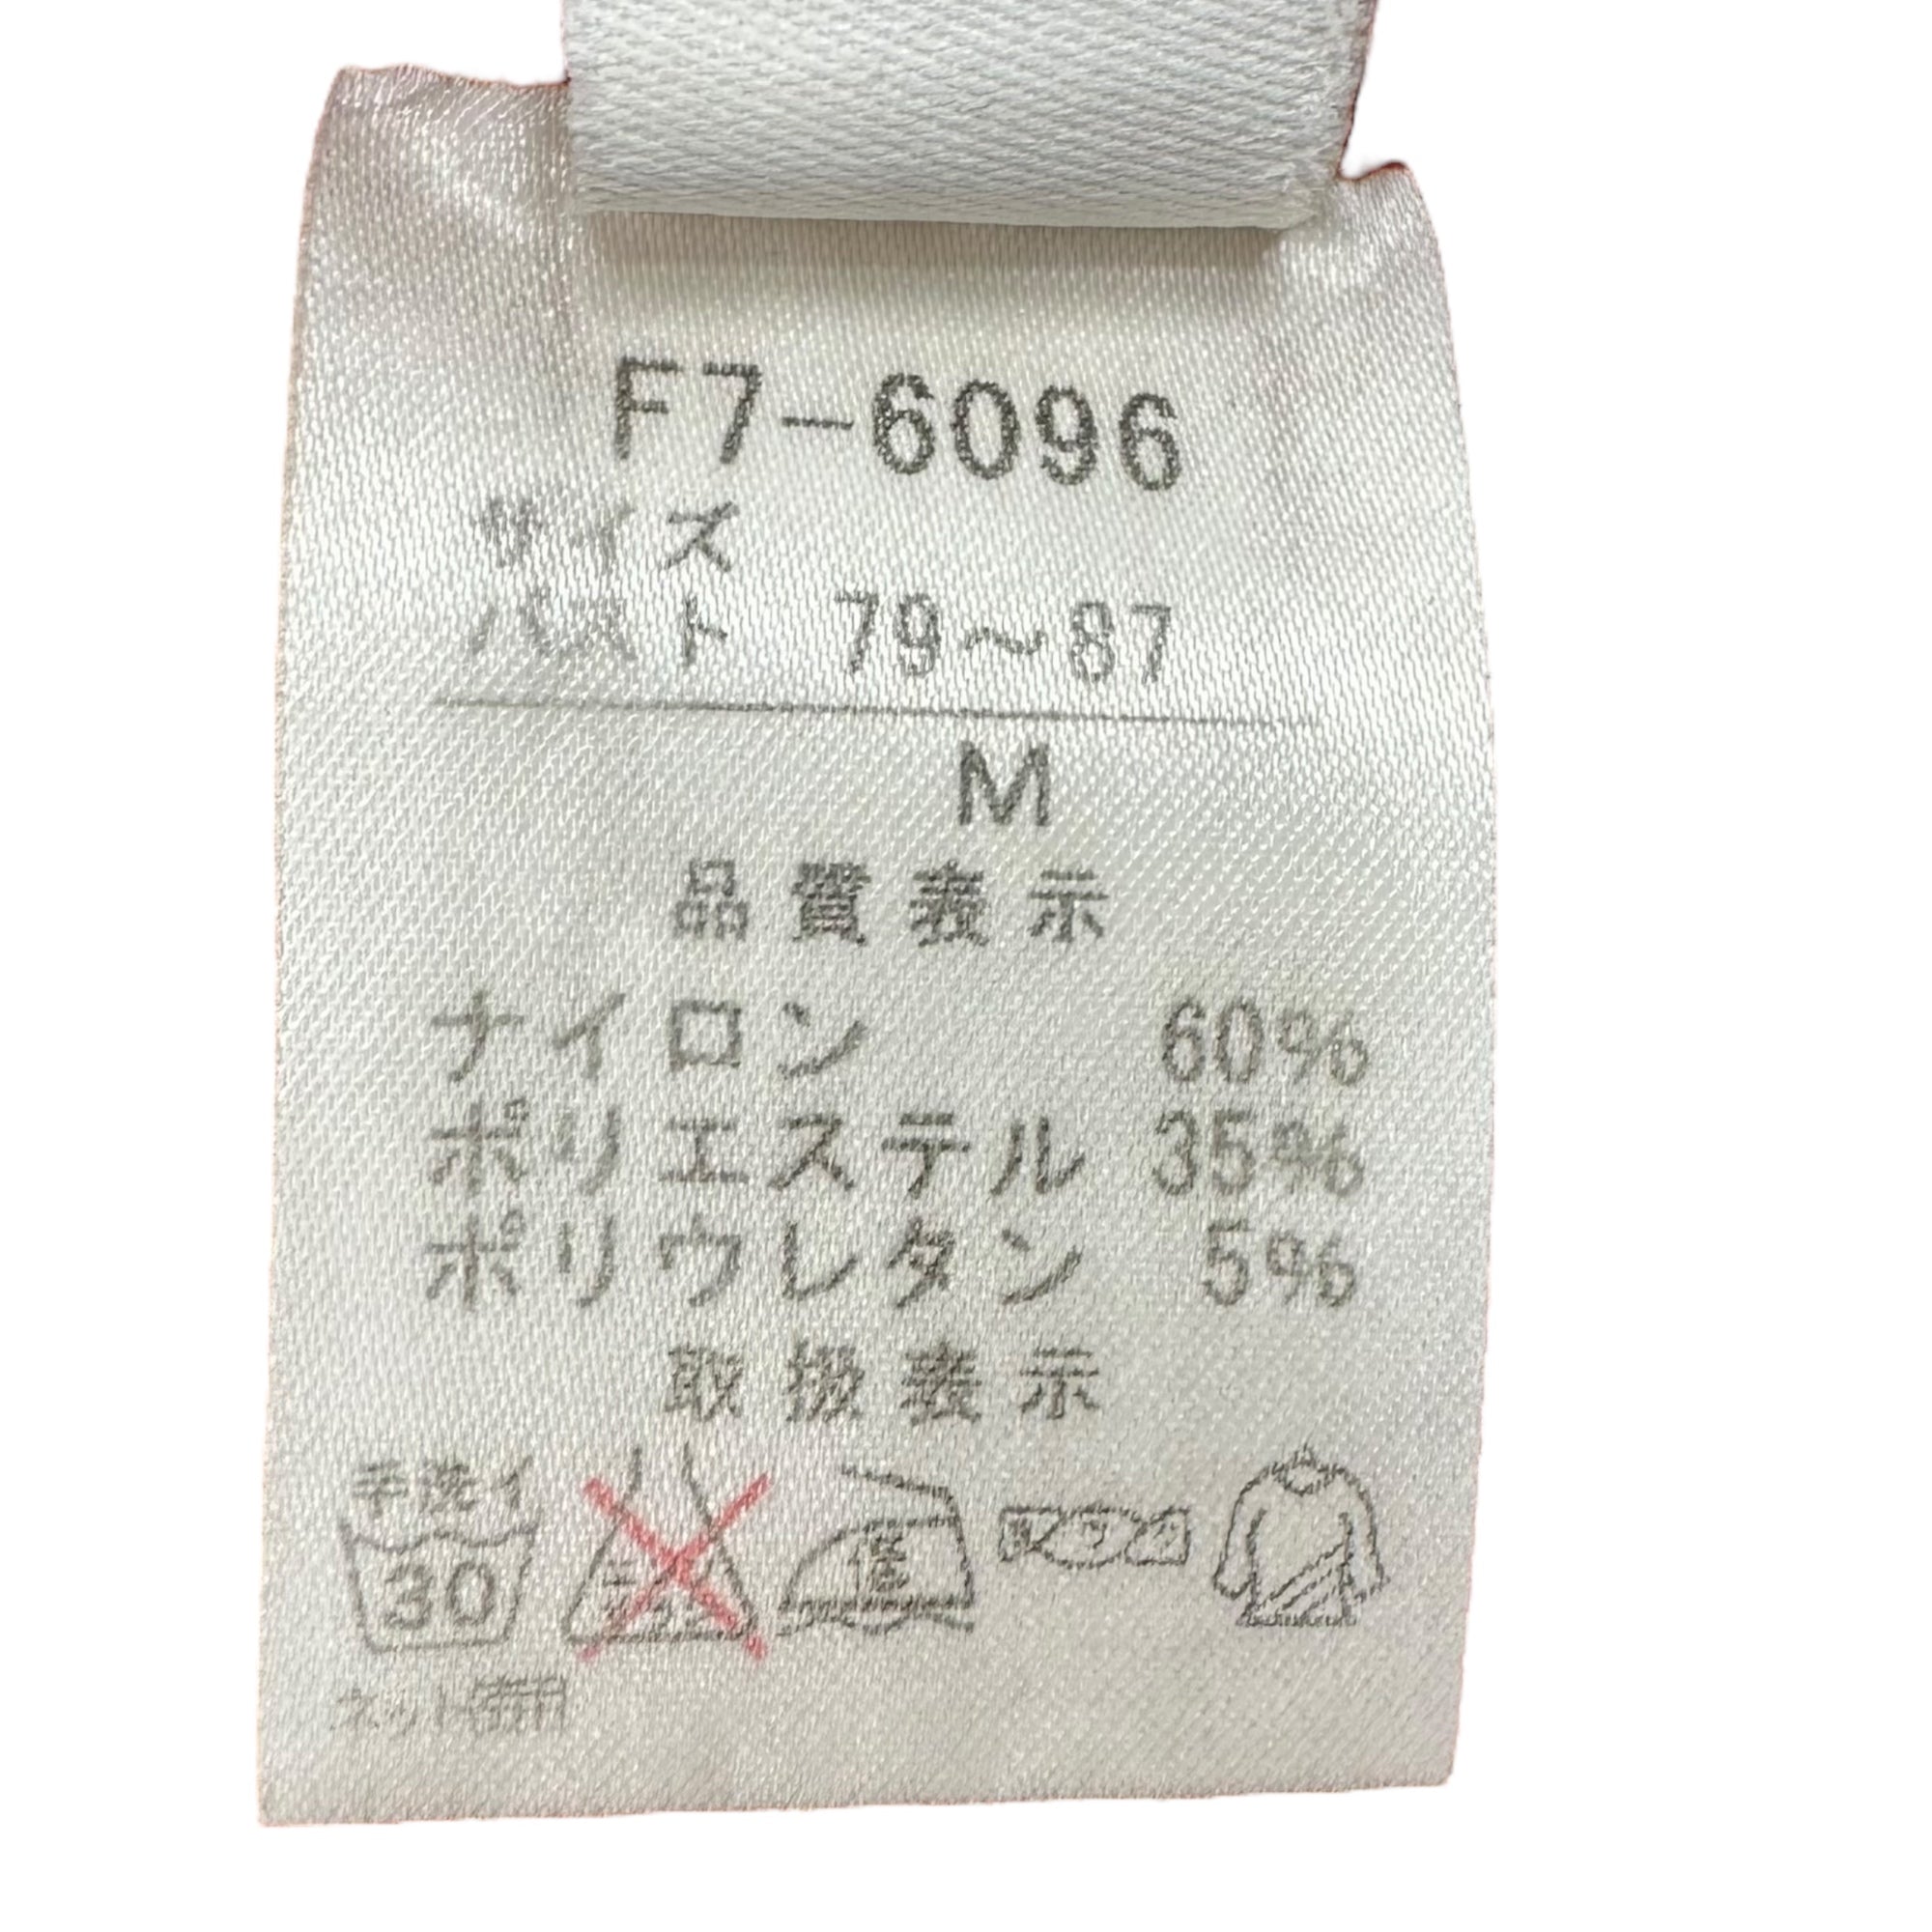 F7-6096
サイズ
バスト 79～87
M
品質表示
ナイロン 60%
ポリエステル 35%
ポリウレタン 5%
取扱表示
手洗イ
30
低
ネット使用